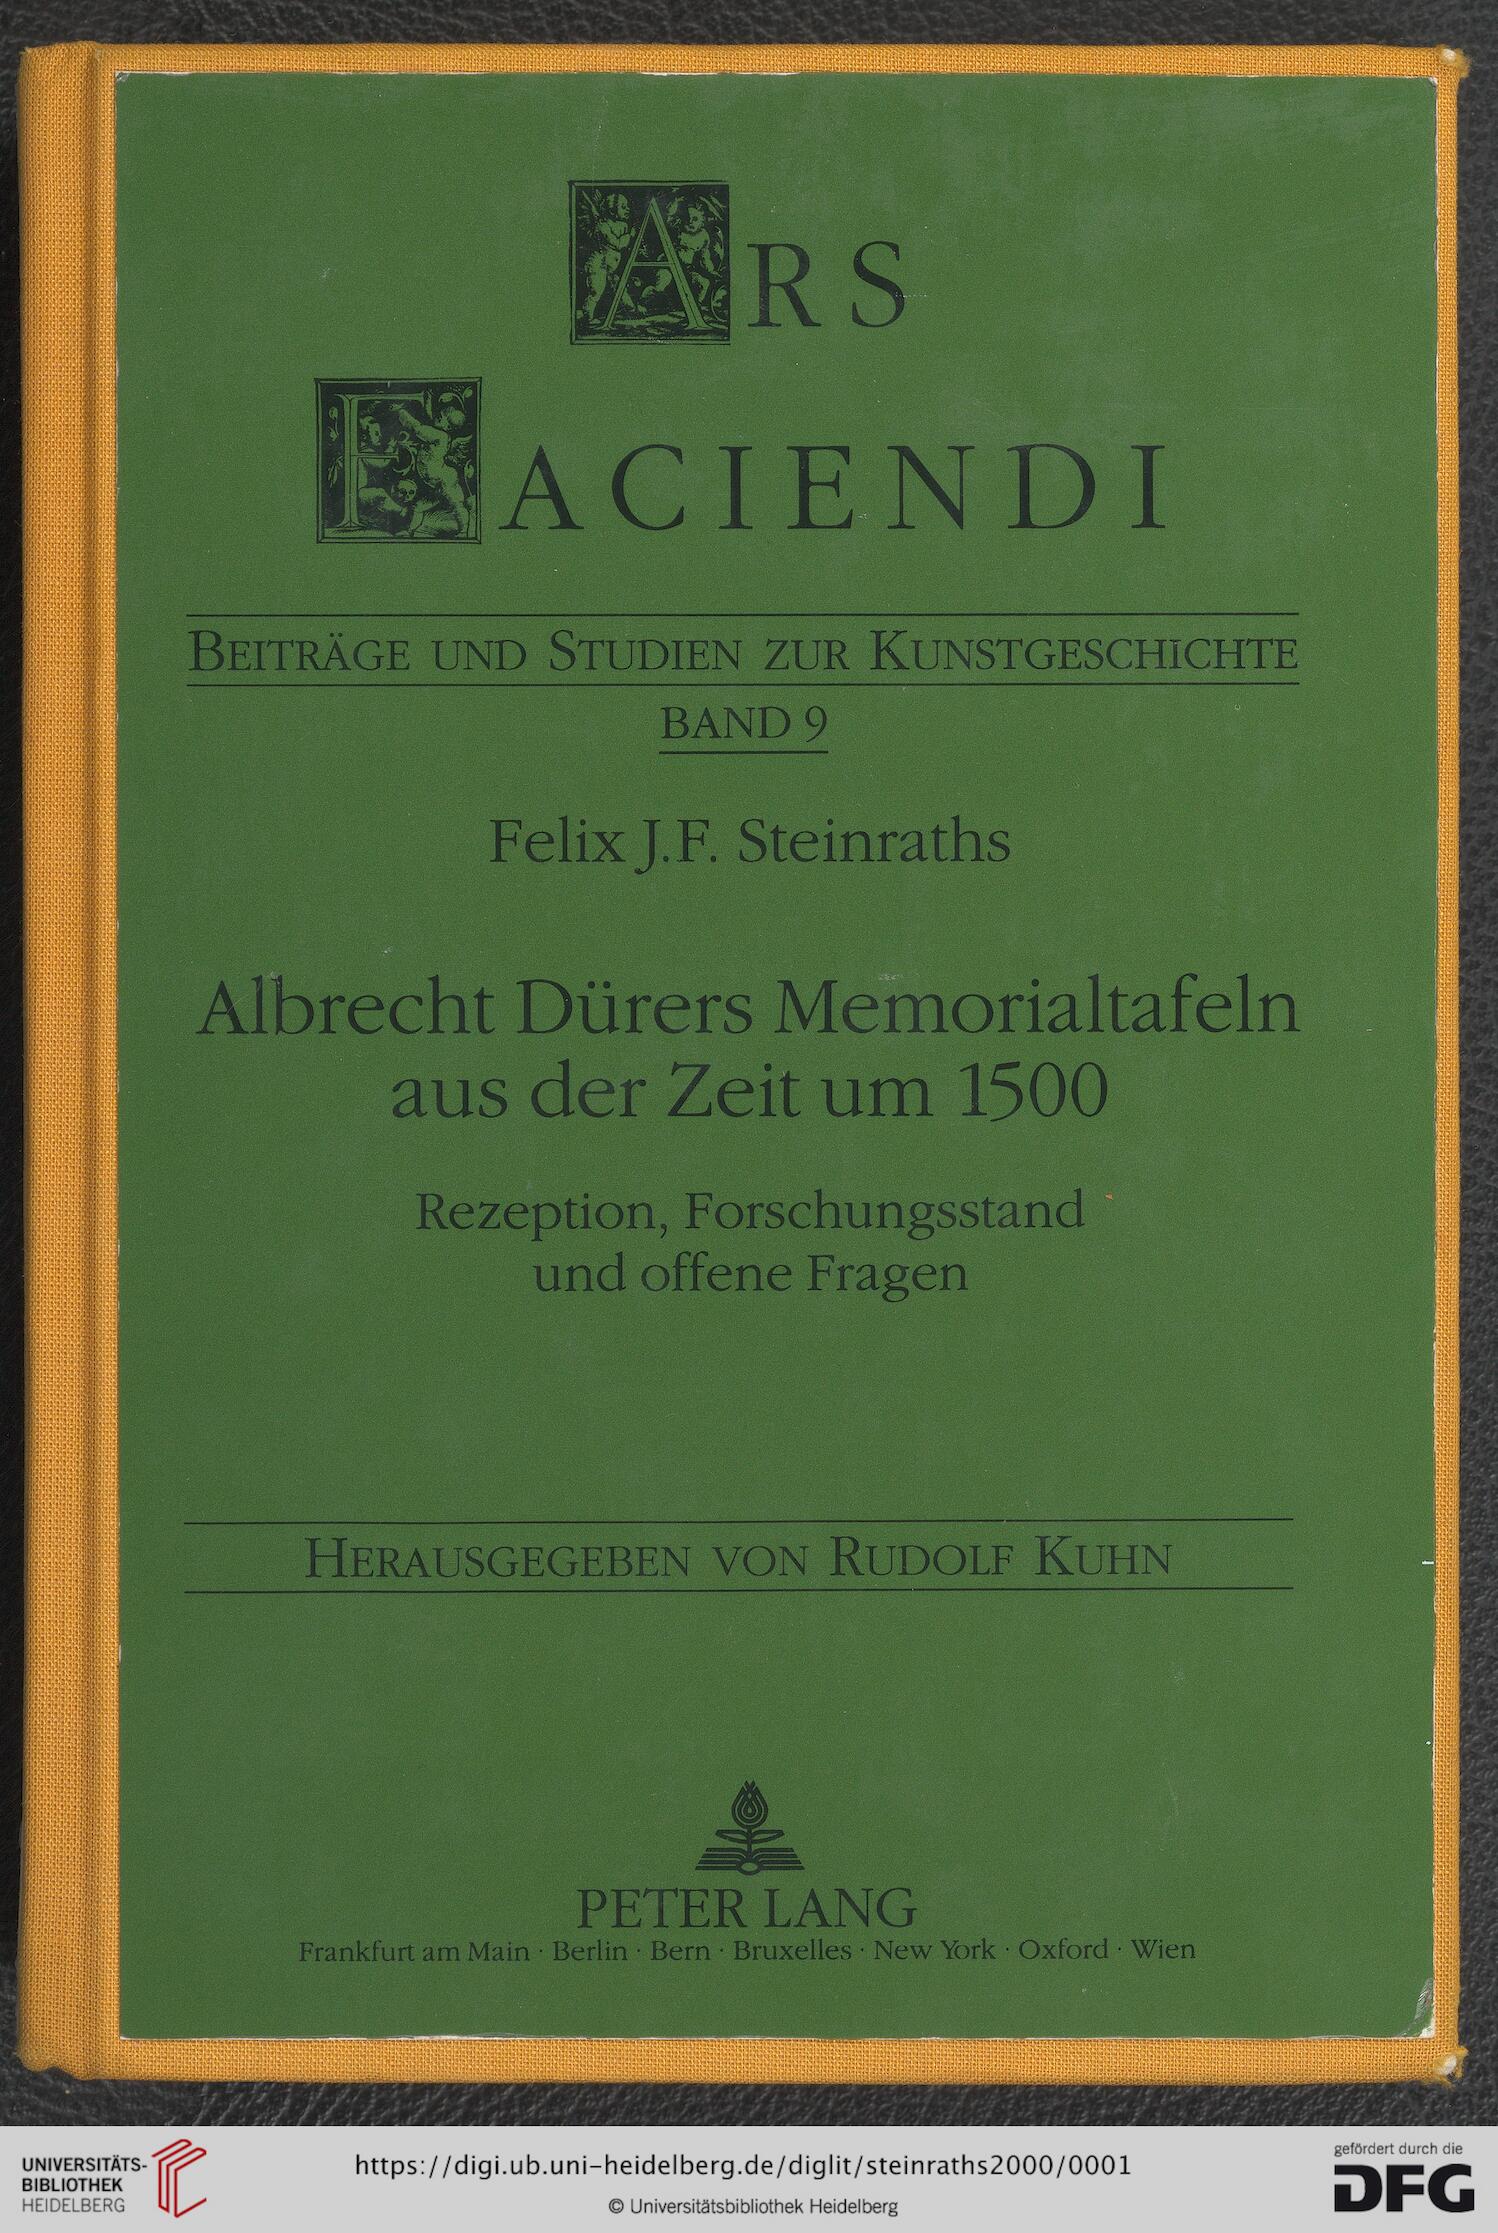 ARS
FACIENDI
BEITRÄGE UND STUDIEN ZUR KUNSTGESCHICHTE
BAND 9
Felix J.F. Steinraths
Albrecht Dürers Memorialtafeln
aus der Zeit um 1500
Rezeption, Forschungsstand
und offene Fragen
HERAUSGEGEBEN VON RUDOLF KUHN
PETER LANG
Frankfurt am Main · Berlin · Bern · Bruxelles · New York · Oxford · Wien
UNIVERSITÄTS-
BIBLIOTHEK
HEIDELBERG
https://digi.ub.uni-heidelberg.de/diglit/steinraths2000/0001
© Universitätsbibliothek Heidelberg
gefördert durch die
DFG